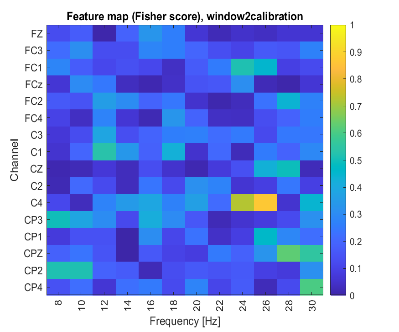 Feature map (Fisher score), window2calibration
FZ
FC3
FC1
FCz
FC2
FC4
C3
C1
CZ
C2
C4
CP3
CP1
CPZ
CP2
CP4
Channel
8 10 12 14 16 18 20 22 24 26 28 30
Frequency [Hz]
1
0.9
0.8
0.7
0.6
0.5
0.4
0.3
0.2
0.1
0